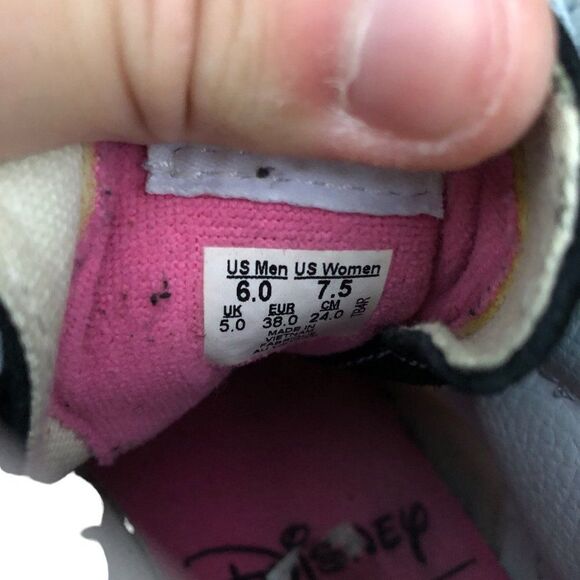 US Men US Women
6.0 7.5
UK EUR CM
5.0 38.0 24.0
MADE IN
VIETNAM
Disney